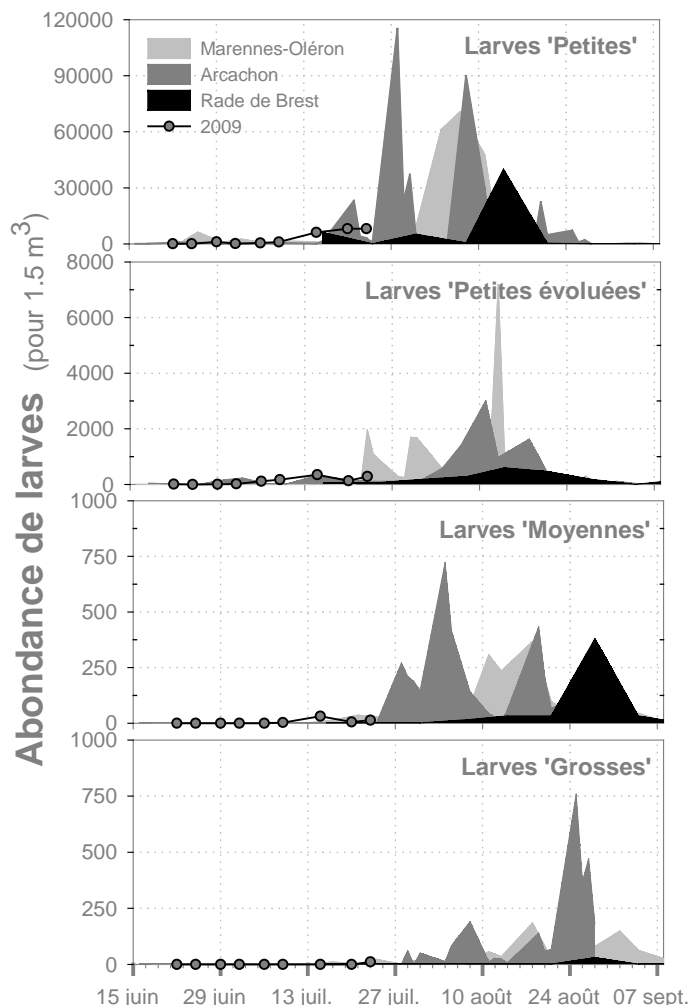 Abondance de larves (pour 1.5 m³)
120000
90000
60000
30000
0
Marennes-Oléron
Arcachon
Rade de Brest
2009
Larves 'Petites'
8000
6000
4000
2000
0
Larves 'Petites évoluées'
1000
750
500
250
0
Larves 'Moyennes'
1000
750
500
250
0
Larves 'Grosses'
15 juin 29 juin 13 juil. 27 juil. 10 août 24 août 07 sept.